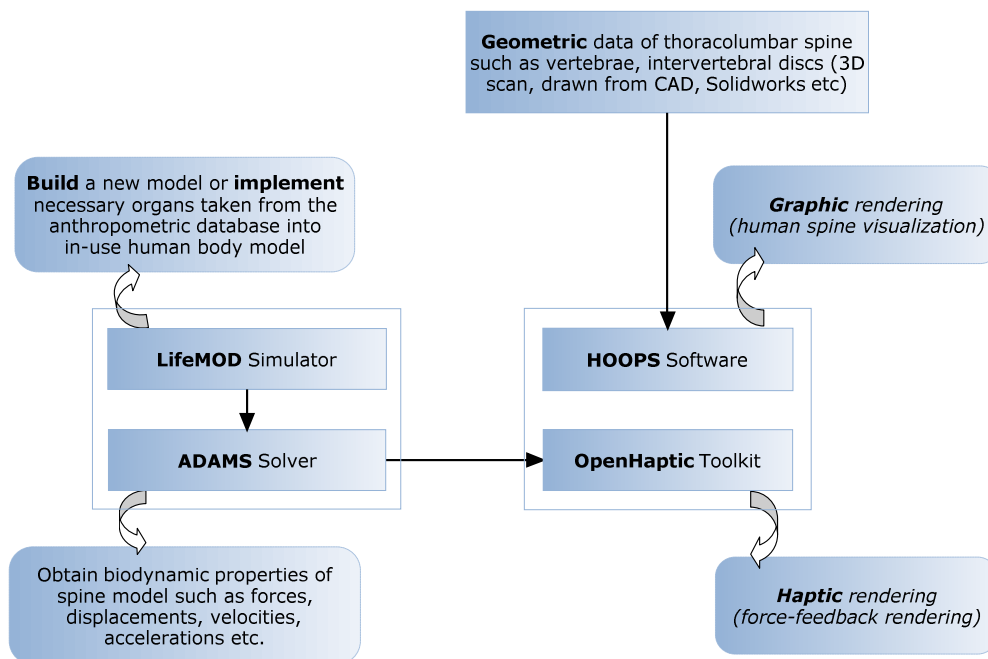 Geometric data of thoracolumbar spine
such as vertebrae, intervertebral discs (3D
scan, drawn from CAD, Solidworks etc)
Build a new model or implement
necessary organs taken from the
anthropometric database into
in-use human body model
Graphic rendering
(human spine visualization)
LifeMOD Simulator
HOOPS Software
ADAMS Solver
OpenHaptic Toolkit
Obtain biodynamic properties of
spine model such as forces,
displacements, velocities,
accelerations etc.
Haptic rendering
(force-feedback rendering)